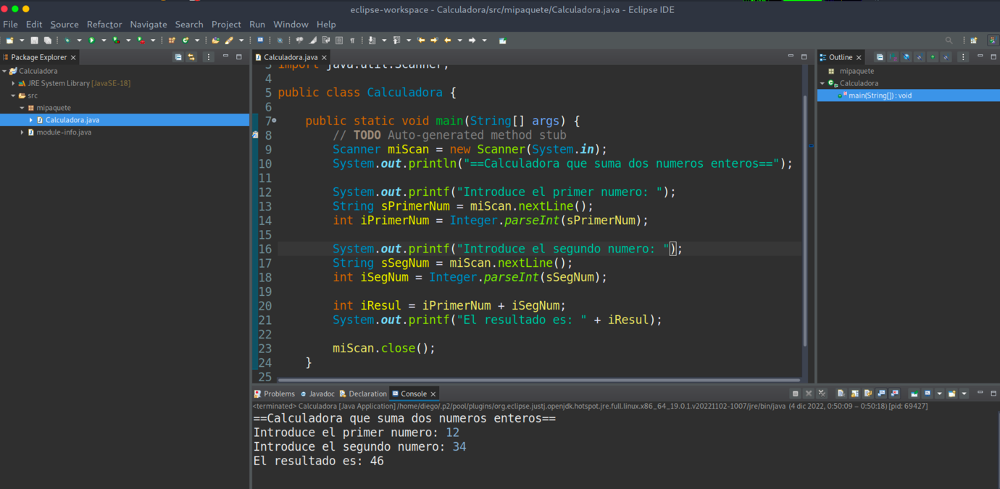 eclipse-workspace - Calculadora/src/mipaquete/Calculadora.java - Eclipse IDE
File Edit Source Refactor Navigate Search Project Run Window Help
Package Explorer
Calculadora
JRE System Library [JavaSE-18]
src
mipaquete
Calculadora.java
module-info.java
Calculadora.java
3 import java.util.Scanner;
4
5 public class Calculadora {
6
7 public static void main(String[] args) {
8 // TODO Auto-generated method stub
9 Scanner miScan = new Scanner(System.in);
10 System.out.println("==Calculadora que suma dos numeros enteros==");
11
12 System.out.printf("Introduce el primer numero: ");
13 String sPrimerNum = miScan.nextLine();
14 int iPrimerNum = Integer.parseInt(sPrimerNum);
15
16 System.out.printf("Introduce el segundo numero: ");
17 String sSegNum = miScan.nextLine();
18 int iSegNum = Integer.parseInt(sSegNum);
19
20 int iResul = iPrimerNum + iSegNum;
21 System.out.printf("El resultado es: " + iResul);
22
23 miScan.close();
24 }
25
Outline
mipaquete
Calculadora
main(String[]) : void
Problems Javadoc Declaration Console
<terminated> Calculadora [Java Application] /home/diego/.p2/pool/plugins/org.eclipse.justj.openjdk.hotspot.jre.full.linux.x86_64_19.0.1.v20221102-1007/jre/bin/java (4 dic 2022, 0:50:09 – 0:50:18) [pid: 69427]
==Calculadora que suma dos numeros enteros==
Introduce el primer numero: 12
Introduce el segundo numero: 34
El resultado es: 46